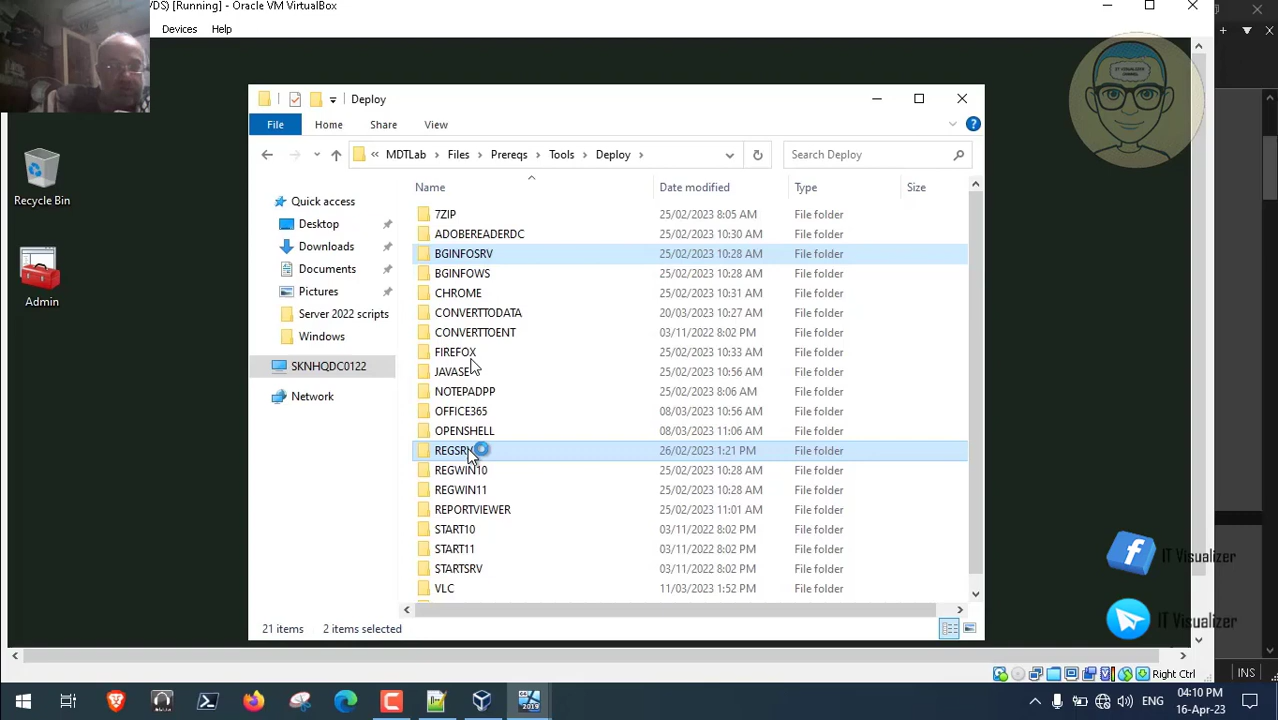 VDS) [Running] - Oracle VM VirtualBox
Devices Help
IT VISUALIZER
CHANNEL
Deploy
File Home Share View
« MDTLab > Files > Prereqs > Tools > Deploy >
Search Deploy
Name Date modified Type Size
Recycle Bin
Admin
Quick access
Desktop
Downloads
Documents
Pictures
Server 2022 scripts
Windows
SKNHQDC0122
Network
7ZIP 25/02/2023 8:05 AM File folder
ADOBEREADERDC 25/02/2023 10:30 AM File folder
BGINFOSRV 25/02/2023 10:28 AM File folder
BGINFOWS 25/02/2023 10:28 AM File folder
CHROME 25/02/2023 10:31 AM File folder
CONVERTTODATA 20/03/2023 10:27 AM File folder
CONVERTTOENT 03/11/2022 8:02 PM File folder
FIREFOX 25/02/2023 10:33 AM File folder
JAVASE 25/02/2023 10:56 AM File folder
NOTEPADPP 25/02/2023 8:06 AM File folder
OFFICE365 08/03/2023 10:56 AM File folder
OPENSHELL 08/03/2023 11:06 AM File folder
REGSRV 26/02/2023 1:21 PM File folder
REGWIN10 25/02/2023 10:28 AM File folder
REGWIN11 25/02/2023 10:28 AM File folder
REPORTVIEWER 25/02/2023 11:01 AM File folder
START10 03/11/2022 8:02 PM File folder
START11 03/11/2022 8:02 PM File folder
STARTSRV 03/11/2022 8:02 PM File folder
VLC 11/03/2023 1:52 PM File folder
21 items 2 items selected
IT Visualizer
IT Visualizer
Right Ctrl
INS
2019
ENG
04:10 PM
16-Apr-23